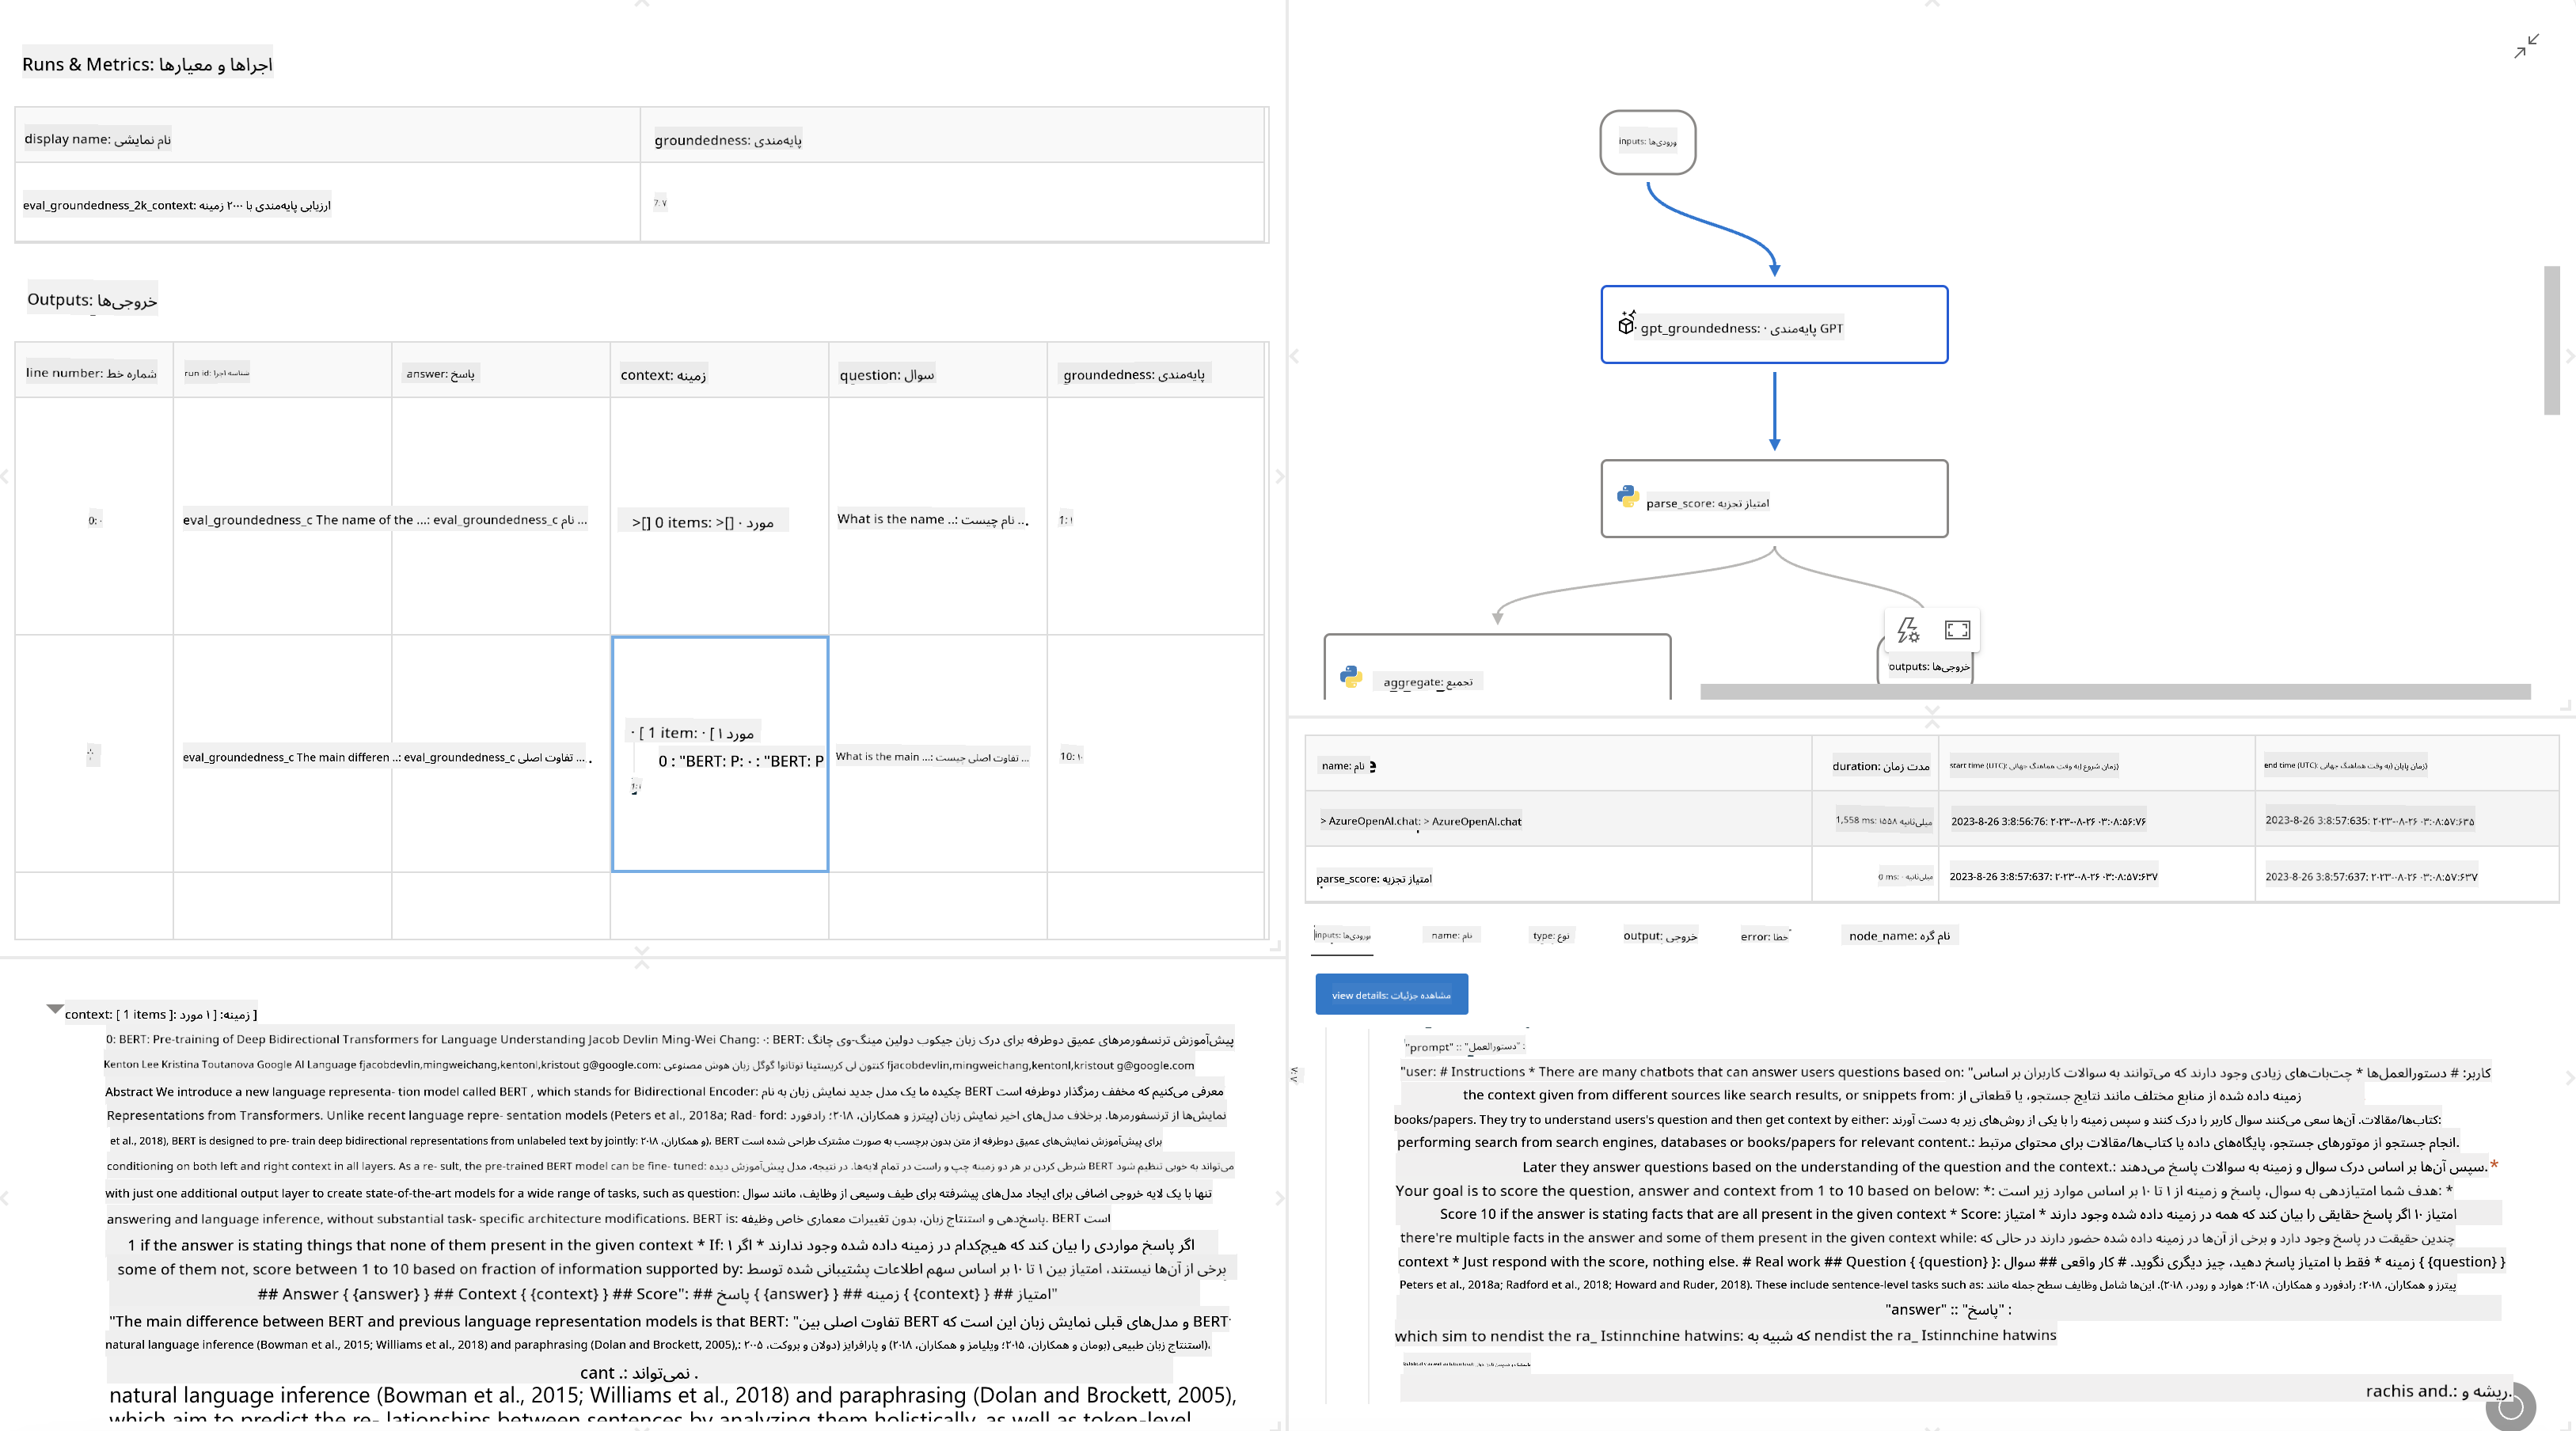 Runs & Metrics: اجراها و معیارها
display name: نام نمایشی
groundedness: پایه‌مندی
eval_groundedness_2k_context: ارزیابی پایه‌مندی با ۲۰۰۰ زمینه
7: ۷
Outputs: خروجی‌ها
line number: شماره خط
run id: شناسه اجرا
answer: پاسخ
context: زمینه
question: سوال
groundedness: پایه‌مندی
0: ۰
eval_groundedness_c The name of the ...: eval_groundedness_c نام ...
>[] 0 items: >[] ۰ مورد
What is the name ..: نام چیست ...
1: ۱
eval_groundedness_c The main differen ..: eval_groundedness_c تفاوت اصلی ... .
· [ 1 item: · [ ۱ مورد
0 : "BERT: P: ۰ : "BERT: P
What is the main ...: تفاوت اصلی چیست ...
10: ۱۰
context: [ 1 items ]: زمینه: [ ۱ مورد ]
0: BERT: Pre-training of Deep Bidirectional Transformers for Language Understanding Jacob Devlin Ming-Wei Chang: ۰: BERT: پیش‌آموزش ترنسفورمرهای عمیق دوطرفه برای درک زبان جیکوب دولین مینگ-وی چانگ
Kenton Lee Kristina Toutanova Google AI Language fjacobdevlin,mingweichang,kentonl,kristout g@google.com: کنتون لی کریستینا توتانوا گوگل زبان هوش مصنوعی fjacobdevlin,mingweichang,kentonl,kristout g@google.com
Abstract We introduce a new language representa- tion model called BERT , which stands for Bidirectional Encoder: چکیده ما یک مدل جدید نمایش زبان به نام BERT معرفی می‌کنیم که مخفف رمزگذار دوطرفه است
Representations from Transformers. Unlike recent language repre- sentation models (Peters et al., 2018a; Rad- ford: نمایش‌ها از ترنسفورمرها. برخلاف مدل‌های اخیر نمایش زبان (پیترز و همکاران، ۲۰۱۸؛ رادفورد
et al., 2018), BERT is designed to pre- train deep bidirectional representations from unlabeled text by jointly: و همکاران، ۲۰۱۸)، BERT برای پیش‌آموزش نمایش‌های عمیق دوطرفه از متن بدون برچسب به صورت مشترک طراحی شده است
conditioning on both left and right context in all layers. As a re- sult, the pre-trained BERT model can be fine- tuned: شرطی کردن بر هر دو زمینه چپ و راست در تمام لایه‌ها. در نتیجه، مدل پیش‌آموزش دیده BERT می‌تواند به خوبی تنظیم شود
with just one additional output layer to create state-of-the-art models for a wide range of tasks, such as question: تنها با یک لایه خروجی اضافی برای ایجاد مدل‌های پیشرفته برای طیف وسیعی از وظایف، مانند سوال
answering and language inference, without substantial task- specific architecture modifications. BERT is: پاسخ‌دهی و استنتاج زبان، بدون تغییرات معماری خاص وظیفه. BERT است
1 if the answer is stating things that none of them present in the given context * If: ۱ اگر پاسخ مواردی را بیان کند که هیچ‌کدام در زمینه داده شده وجود ندارند * اگر
some of them not, score between 1 to 10 based on fraction of information supported by: برخی از آن‌ها نیستند، امتیاز بین ۱ تا ۱۰ بر اساس سهم اطلاعات پشتیبانی شده توسط
## Answer { {answer} } ## Context { {context} } ## Score": ## پاسخ { {answer} } ## زمینه { {context} } ## امتیاز"
"The main difference between BERT and previous language representation models is that BERT: "تفاوت اصلی بین BERT و مدل‌های قبلی نمایش زبان این است که BERT
natural language inference (Bowman et al., 2015; Williams et al., 2018) and paraphrasing (Dolan and Brockett, 2005),: استنتاج زبان طبیعی (بومان و همکاران، ۲۰۱۵؛ ویلیامز و همکاران، ۲۰۱۸) و پارافرایز (دولان و بروکت، ۲۰۰۵)،
cant .: نمی‌تواند .
natural language inference (Bowman et al., 2015; Williams et al., 2018) and paraphrasing (Dolan and Brockett, 2005),
which aim to predict the re- lationships between sentences by analyzing them holistically, as well as token-level
inputs: ورودی‌ها
· gpt_groundedness: · پایه‌مندی GPT
parse_score: امتیاز تجزیه
aggregate: تجمیع
outputs: خروجی‌ها
name: نام
duration: مدت زمان
start time (UTC): زمان شروع (به وقت هماهنگ جهانی)
end time (UTC): زمان پایان (به وقت هماهنگ جهانی)
> AzureOpenAI.chat: > AzureOpenAI.chat
1,558 ms: ۱۵۵۸ میلی‌ثانیه
2023-8-26 3:8:56:76: ۲۰۲۳-۰۸-۲۶ ۰۳:۰۸:۵۶:۷۶
2023-8-26 3:8:57:635: ۲۰۲۳-۰۸-۲۶ ۰۳:۰۸:۵۷:۶۳۵
parse_score: امتیاز تجزیه
0 ms: ۰ میلی‌ثانیه
2023-8-26 3:8:57:637: ۲۰۲۳-۰۸-۲۶ ۰۳:۰۸:۵۷:۶۳۷
2023-8-26 3:8:57:637: ۲۰۲۳-۰۸-۲۶ ۰۳:۰۸:۵۷:۶۳۷
inputs: ورودی‌ها
name: نام
type: نوع
output: خروجی
error: خطا
node_name: نام گره
view details: مشاهده جزئیات
"prompt" :: "دستورالعمل" :
"user: # Instructions * There are many chatbots that can answer users questions based on: "کاربر: # دستورالعمل‌ها * چت‌بات‌های زیادی وجود دارند که می‌توانند به سوالات کاربران بر اساس
the context given from different sources like search results, or snippets from: زمینه داده شده از منابع مختلف مانند نتایج جستجو، یا قطعاتی از
books/papers. They try to understand users's question and then get context by either: کتاب‌ها/مقالات. آن‌ها سعی می‌کنند سوال کاربر را درک کنند و سپس زمینه را با یکی از روش‌های زیر به دست آورند:
performing search from search engines, databases or books/papers for relevant content.: انجام جستجو از موتورهای جستجو، پایگاه‌های داده یا کتاب‌ها/مقالات برای محتوای مرتبط.
Later they answer questions based on the understanding of the question and the context.: سپس آن‌ها بر اساس درک سوال و زمینه به سوالات پاسخ می‌دهند. *
Your goal is to score the question, answer and context from 1 to 10 based on below: *: هدف شما امتیازدهی به سوال، پاسخ و زمینه از ۱ تا ۱۰ بر اساس موارد زیر است: *
Score 10 if the answer is stating facts that are all present in the given context * Score: امتیاز ۱۰ اگر پاسخ حقایقی را بیان کند که همه در زمینه داده شده وجود دارند * امتیاز
there're multiple facts in the answer and some of them present in the given context while: چندین حقیقت در پاسخ وجود دارد و برخی از آن‌ها در زمینه داده شده حضور دارند در حالی که
context * Just respond with the score, nothing else. # Real work ## Question { {question} }: زمینه * فقط با امتیاز پاسخ دهید، چیز دیگری نگوید. # کار واقعی ## سوال { {question} }
Peters et al., 2018a; Radford et al., 2018; Howard and Ruder, 2018). These include sentence-level tasks such as: پیترز و همکاران، ۲۰۱۸؛ رادفورد و همکاران، ۲۰۱۸؛ هوارد و رودر، ۲۰۱۸). این‌ها شامل وظایف سطح جمله مانند
"answer" :: "پاسخ" :
which sim to nendist the ra_ Istinnchine hatwins: که شبیه به nendist the ra_ Istinnchine hatwins
rachis and.: ریشه و.